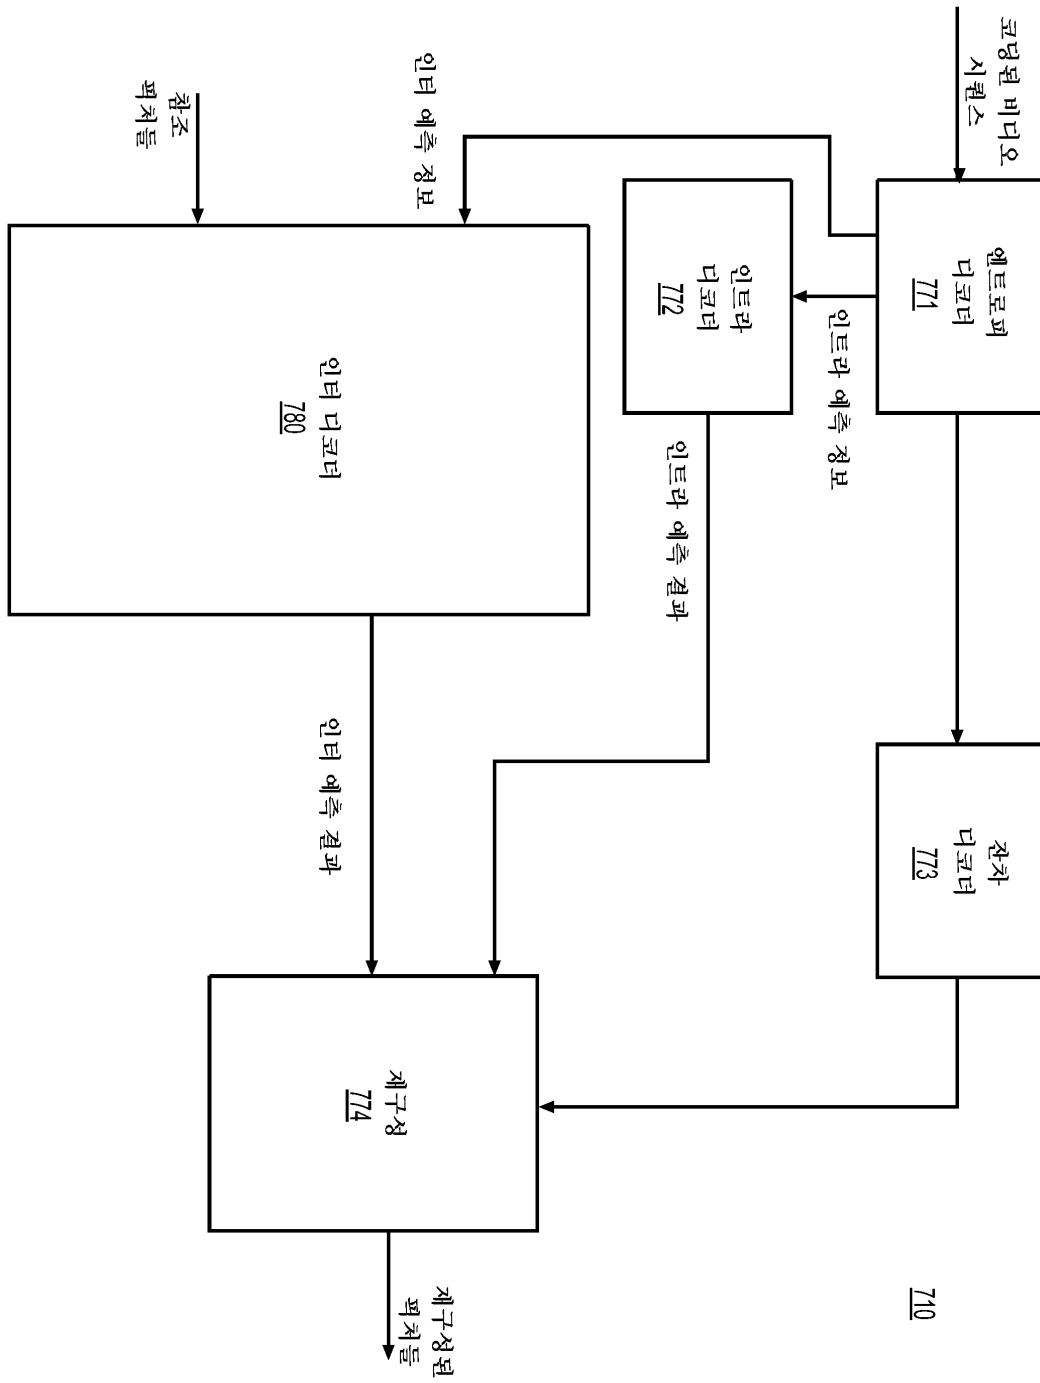 코딩된 비디오
시퀀스
엔트로피
디코더
771
잔차
디코더
773
710
인트라 예측 정보
인트라
디코더
772
인트라 예측 결과
인터 예측 정보
참조
픽처들
인터 디코더
780
인터 예측 결과
재구성
774
재구성된
픽처들